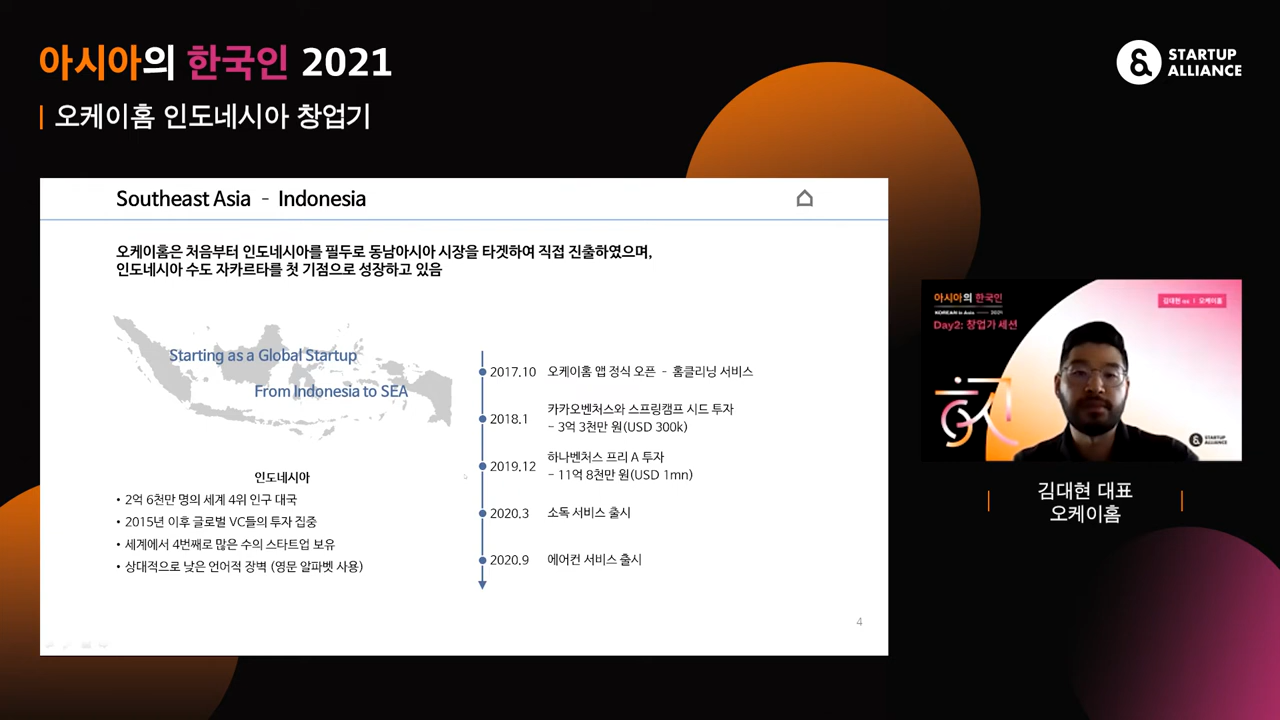 아시아의 한국인 2021
오케이홈 인도네시아 창업기
STARTUP
ALLIANCE
Southeast Asia - Indonesia
오케이홈은 처음부터 인도네시아를 필두로 동남아시아 시장을 타겟하여 직접 진출하였으며,
인도네시아 수도 자카르타를 첫 기점으로 성장하고 있음
Starting as a Global Startup
From Indonesia to SEA
인도네시아
• 2억 6천만 명의 세계 4위 인구 대국
• 2015년 이후 글로벌 VC들의 투자 집중
• 세계에서 4번째로 많은 수의 스타트업 보유
• 상대적으로 낮은 언어적 장벽 (영문 알파벳 사용)
2017.10 오케이홈 앱 정식 오픈 - 홈클리닝 서비스
2018.1 카카오벤처스와 스프링캠프 시드 투자
- 3억 3천만 원(USD 300k)
2019.12 하나벤처스 프리 A 투자
- 11억 8천만 원(USD 1mn)
2020.3 소독 서비스 출시
2020.9 에어컨 서비스 출시
4
아시아의 한국인
KOREAN in Asia 2021
Day2: 창업가 세션
김대현 대표 | 오케이홈
STARTUP
ALLIANCE
김대현 대표
오케이홈